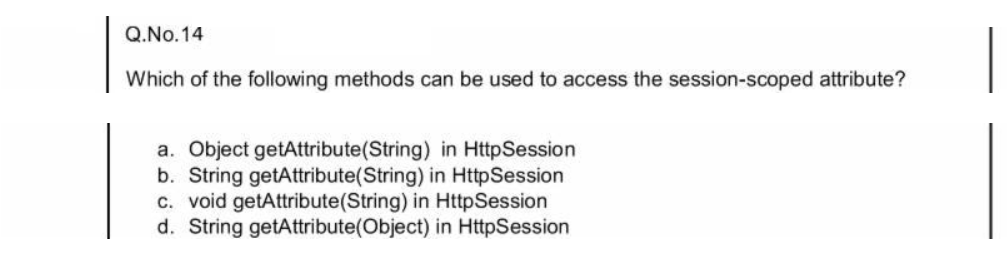 Q.No.14
Which of the following methods can be used to access the session-scoped attribute?
a. Object getAttribute(String) in HttpSession
b. String getAttribute(String) in HttpSession
c. void getAttribute(String) in HttpSession
d. String getAttribute(Object) in HttpSession